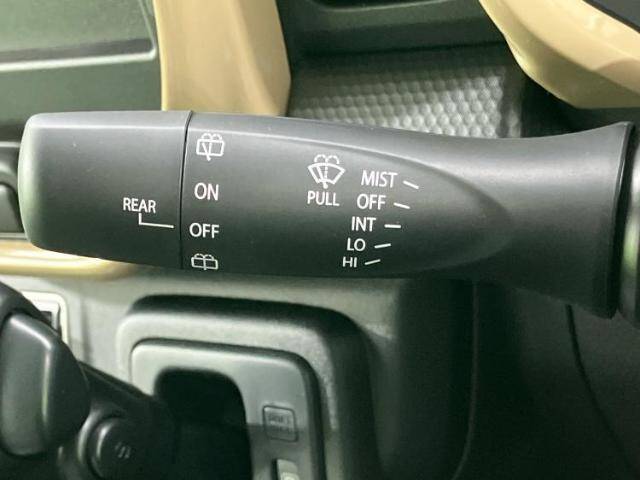 REAR
ON
OFF
PULL
MIST
OFF
INT
LO
HI